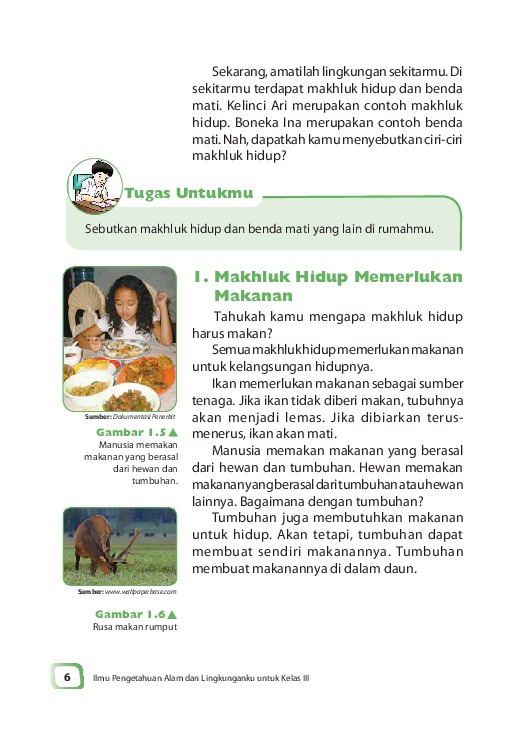 Sekarang, amatilah lingkungan sekitarmu. Di
sekitarmu terdapat makhluk hidup dan benda
mati. Kelinci Ari merupakan contoh makhluk
hidup. Boneka Ina merupakan contoh benda
mati. Nah, dapatkah kamu menyebutkan ciri-ciri
makhluk hidup?
Tugas Untukmu
Sebutkan makhluk hidup dan benda mati yang lain di rumahmu.
1. Makhluk Hidup Memerlukan
Makanan
Tahukah kamu mengapa makhluk hidup
harus makan?
Semua makhluk hidup memerlukan makanan
untuk kelangsungan hidupnya.
Ikan memerlukan makanan sebagai sumber
tenaga. Jika ikan tidak diberi makan, tubuhnya
akan menjadi lemas. Jika dibiarkan terus-
menerus, ikan akan mati.
Manusia memakan makanan yang berasal
dari hewan dan tumbuhan. Hewan memakan
makanan yang berasal dari tumbuhan atau hewan
lainnya. Bagaimana dengan tumbuhan?
Tumbuhan juga membutuhkan makanan
untuk hidup. Akan tetapi, tumbuhan dapat
membuat sendiri makanannya. Tumbuhan
membuat makanannya di dalam daun.
Sumber: Dokumentasi Penerbit
Gambar 1.5
Manusia memakan
makanan yang berasal
dari hewan dan
tumbuhan.
Sumber: www.wallpaperbase.com
Gambar 1.6
Rusa makan rumput
6 Ilmu Pengetahuan Alam dan Lingkunganku untuk Kelas III